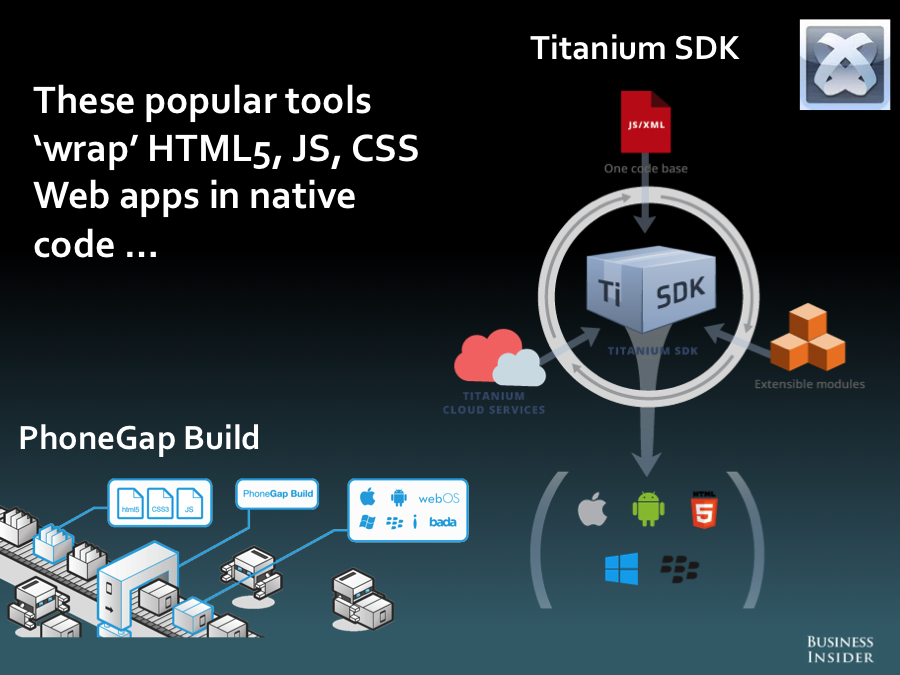 Titanium SDK
These popular tools
‘wrap’ HTML5, JS, CSS
Web apps in native
code …
JS/XML
One code base
Ti SDK
TITANIUM SDK
TITANIUM
CLOUD SERVICES
Extensible modules
PhoneGap Build
html5 CSS3 JS
PhoneGap Build
webOS
bada
HTML
5
BUSINESS
INSIDER